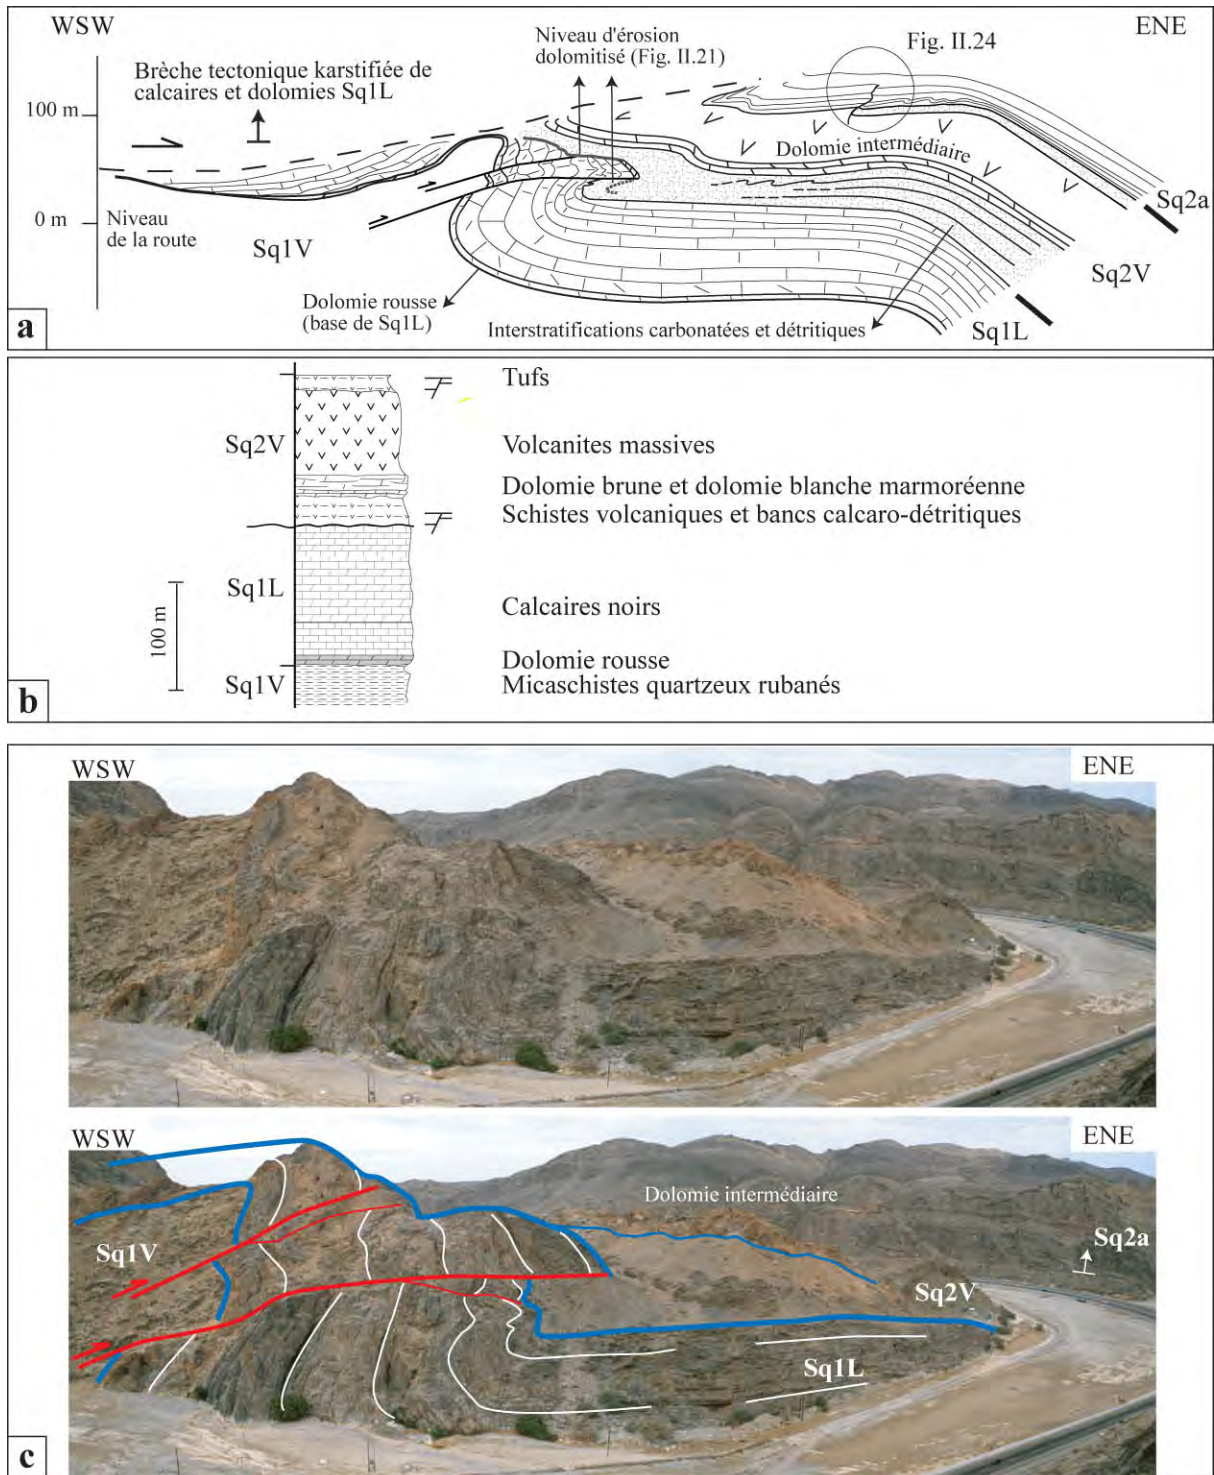 WSW
ENE
Niveau d'érosion
dolomitisé (Fig. II.21)
Fig. II.24
Brèche tectonique karstifiée de
calcaires et dolomies Sq1L
100 m
Dolomie intermédiaire
Sq2a
0 m
Niveau
de la route
Sq1V
Sq2V
Dolomie rousse
(base de Sq1L)
Interstratifications carbonatées et détritiques
Sq1L
a
Tufs
Sq2V
Volcanites massives
Dolomie brune et dolomie blanche marmoréenne
Schistes volcaniques et bancs calcaro-détritiques
Sq1L
100 m
Calcaires noirs
Dolomie rousse
Sq1V
Micaschistes quartzeux rubanés
b
WSW
ENE
WSW
ENE
Dolomie intermédiaire
Sq1V
Sq2a
Sq2V
Sq1L
c